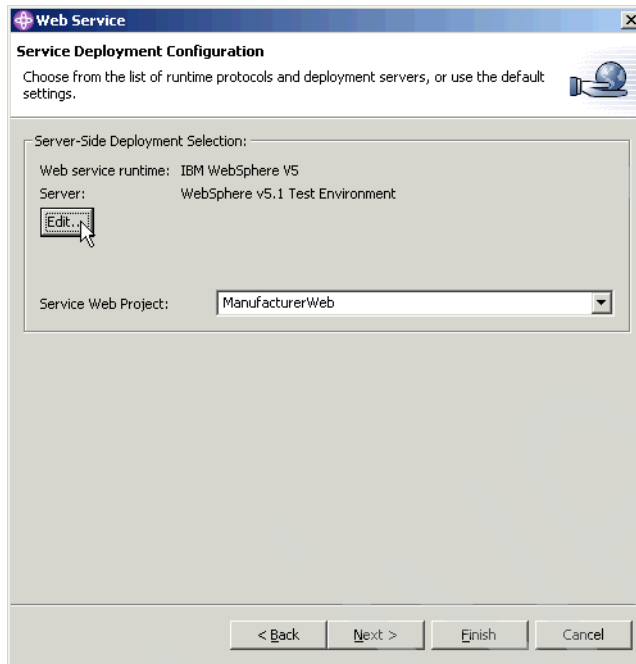 Web Service
Service Deployment Configuration
Choose from the list of runtime protocols and deployment servers, or use the default
settings.
Server-Side Deployment Selection:
Web service runtime: IBM WebSphere V5
Server: WebSphere v5.1 Test Environment
Edit...
Service Web Project: ManufacturerWeb
< Back Next > Finish Cancel